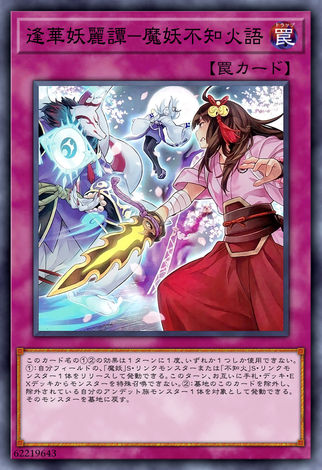 逢華妖麗譚－魔妖不知火語
トラップ
罠
【罠カード】
このカード名の①②の効果は1ターンに1度、いずれか1つしか使用できない。
①：自分フィールドの、「魔妖」S・リンクモンスターまたは「不知火」S・リンクモ
ンスター1体をリリースして発動できる。このターン、お互いに手札・デッキ・EX
デッキからモンスターを特殊召喚できない。②：墓地のこのカードを除外し、
除外されている自分のアンデット族モンスター1体を対象として発動できる。
そのモンスターを墓地に戻す。
62219643